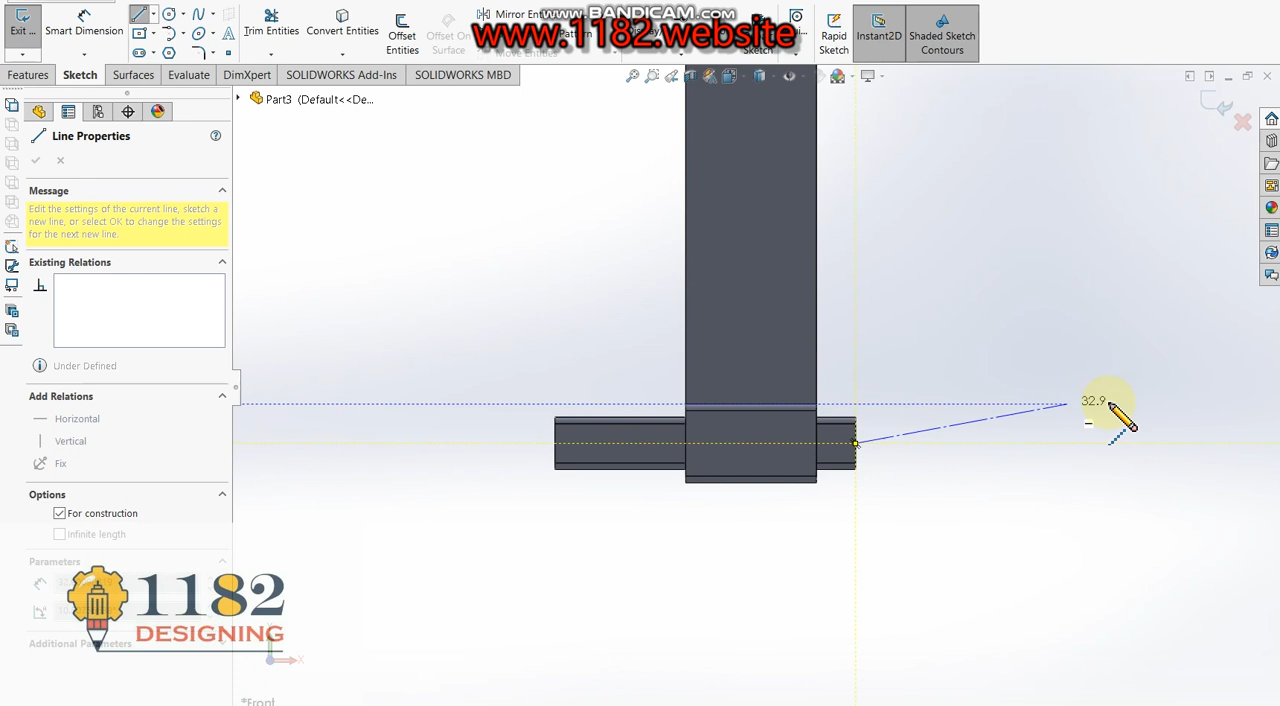 www.BANDICAM.com
www.1182.website
Exit ...
Smart Dimension
Trim Entities
Convert Entities
Offset Entities
Offset On Surface
Mirror Enti
Move Entities
Rapid Sketch
Instant2D
Shaded Sketch Contours
Features
Sketch
Surfaces
Evaluate
DimXpert
SOLIDWORKS Add-Ins
SOLIDWORKS MBD
Part3 (Default<<De...
Line Properties
Message
Edit the settings of the current line, sketch a
new line, or select OK to change the settings
for the next new line.
Existing Relations
Under Defined
Add Relations
Horizontal
Vertical
Fix
Options
For construction
Infinite length
Parameters
Additional Parameters
32.9
1182
DESIGNING
X
*Front